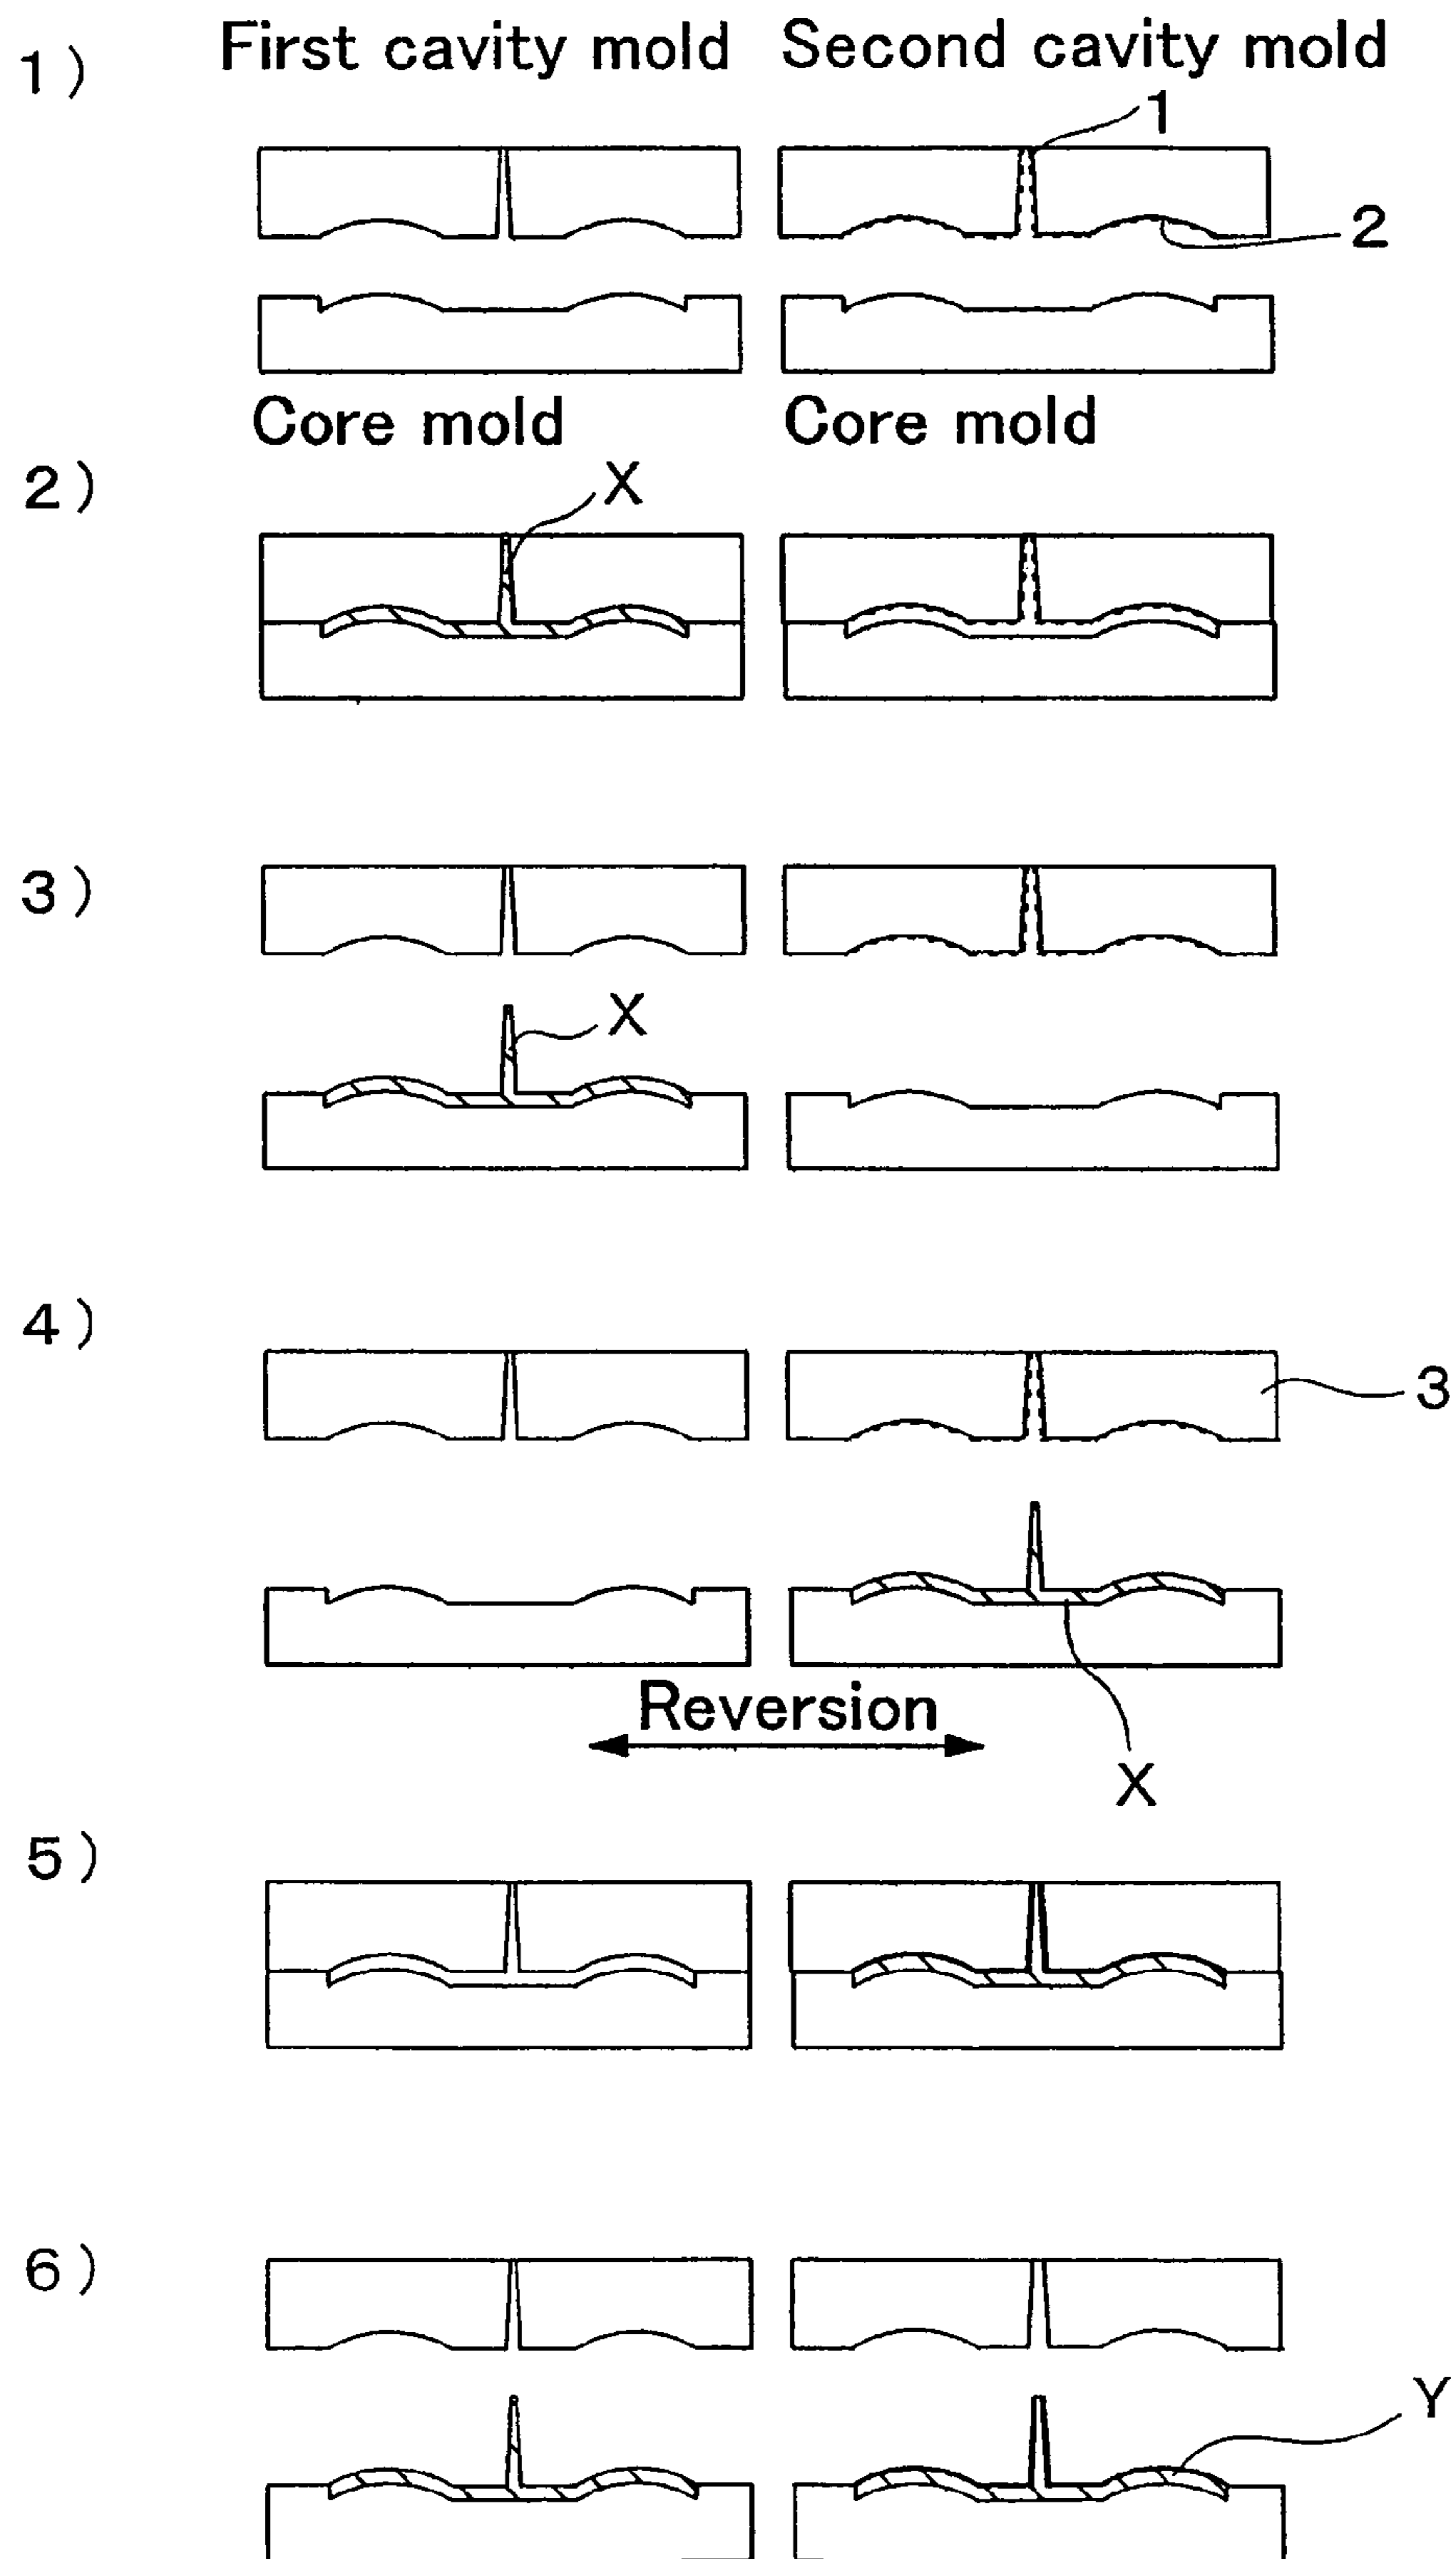 1) First cavity mold Second cavity mold
1
2
Core mold Core mold
2)
X
3)
X
4)
3
Reversion
X
5)
6)
Y